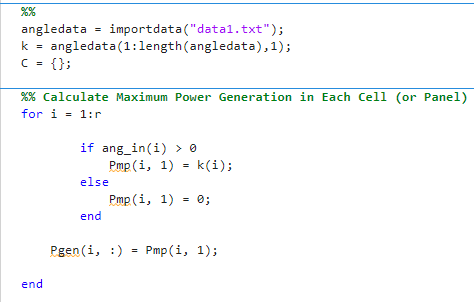 %%
angledata = importdata("data1.txt");
k = angledata(1:length(angledata),1);
C = {};
%% Calculate Maximum Power Generation in Each Cell (or Panel)
for i = 1:r
if ang_in(i) > 0
Pmp(i, 1) = k(i);
else
Pmp(i, 1) = 0;
end
Pgen(i, :) = Pmp(i, 1);
end